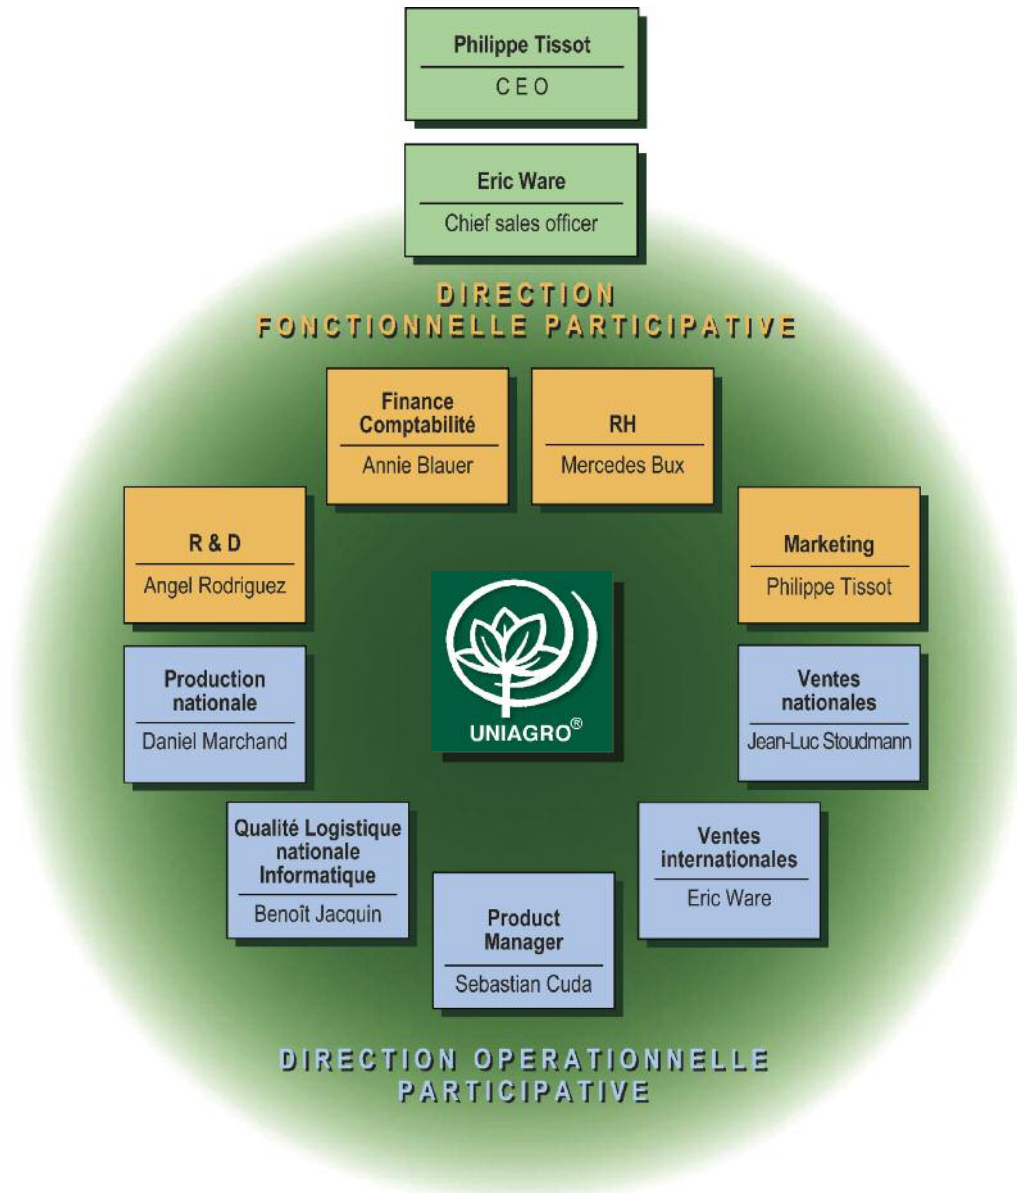 Philippe Tissot
C E O
Eric Ware
Chief sales officer
DIRECTION
FONCTIONNELLE PARTICIPATIVE
Finance
Comptabilité
Annie Blauer
RH
Mercedes Bux
R & D
Angel Rodriguez
Marketing
Philippe Tissot
UNIAGRO®
Production
nationale
Daniel Marchand
Ventes
nationales
Jean-Luc Stoudmann
Qualité Logistique
nationale
Informatique
Benoît Jacquin
Product
Manager
Sebastian Cuda
Ventes
internationales
Eric Ware
DIRECTION OPERATIONNELLE
PARTICIPATIVE